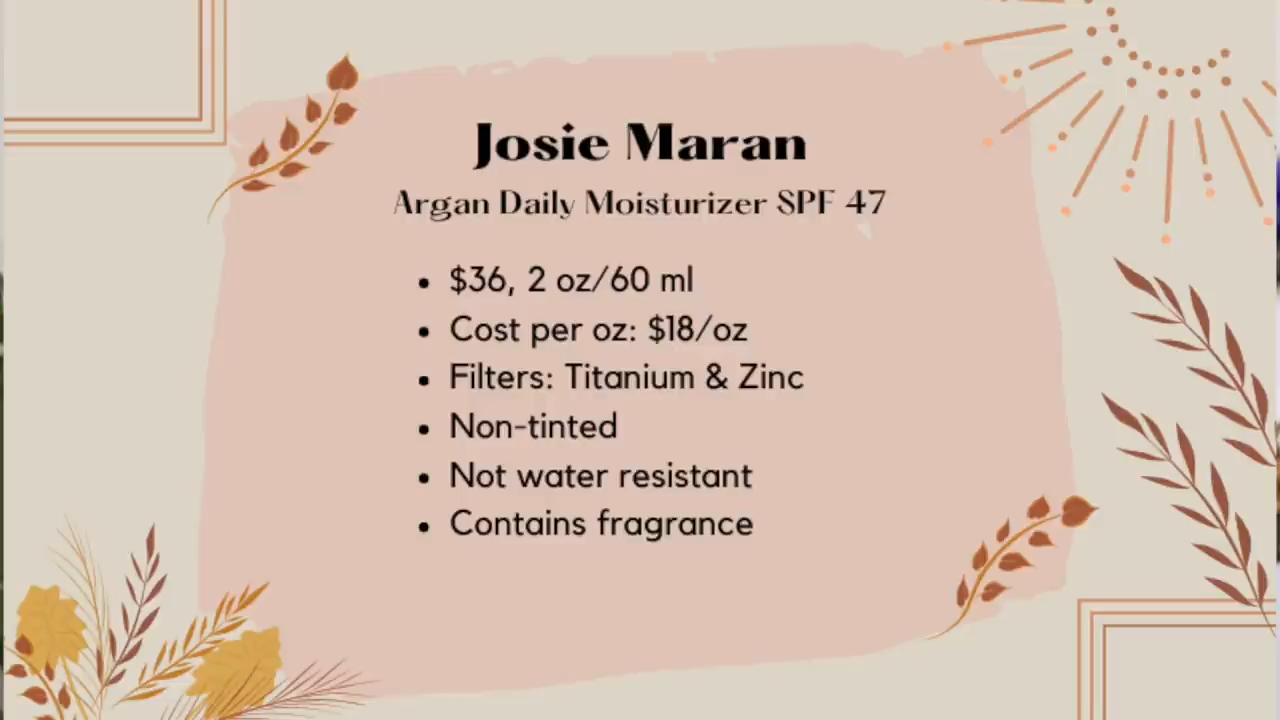 Josie Maran
Argan Daily Moisturizer SPF 47
• $36, 2 oz/60 ml
• Cost per oz: $18/oz
• Filters: Titanium & Zinc
• Non-tinted
• Not water resistant
• Contains fragrance